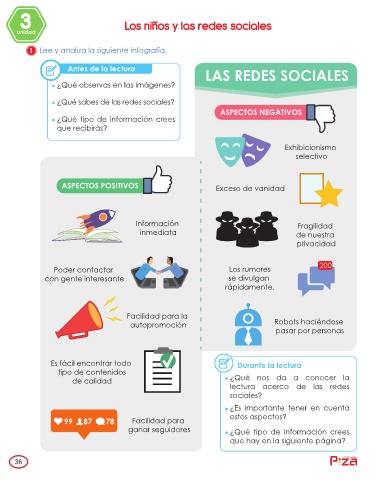 3
unidad
Los niños y las redes sociales
1 Lee y analiza la siguiente infografía.
Antes de la lectura
• ¿Qué observas en las imágenes?
• ¿Qué sabes de las redes sociales?
• ¿Qué tipo de información crees
que recibirás?
LAS REDES SOCIALES
ASPECTOS POSITIVOS
Información
inmediata
Poder contactar
con gente interesante
Facilidad para la
autopromoción
Es fácil encontrar todo
tipo de contenidos
de calidad
99 87 78
Facilidad para
ganar seguidores
ASPECTOS NEGATIVOS
Exhibicionismo
selectivo
Exceso de vanidad
Fragilidad
de nuestra
privacidad
Los rumores
se divulgan
rápidamente.
200
Robots haciéndose
pasar por personas
Durante la lectura
• ¿Qué nos da a conocer la
lectura acerca de las redes
sociales?
• ¿Es importante tener en cuenta
estos aspectos?
• ¿Qué tipo de información crees
que hay en la siguiente página?
36